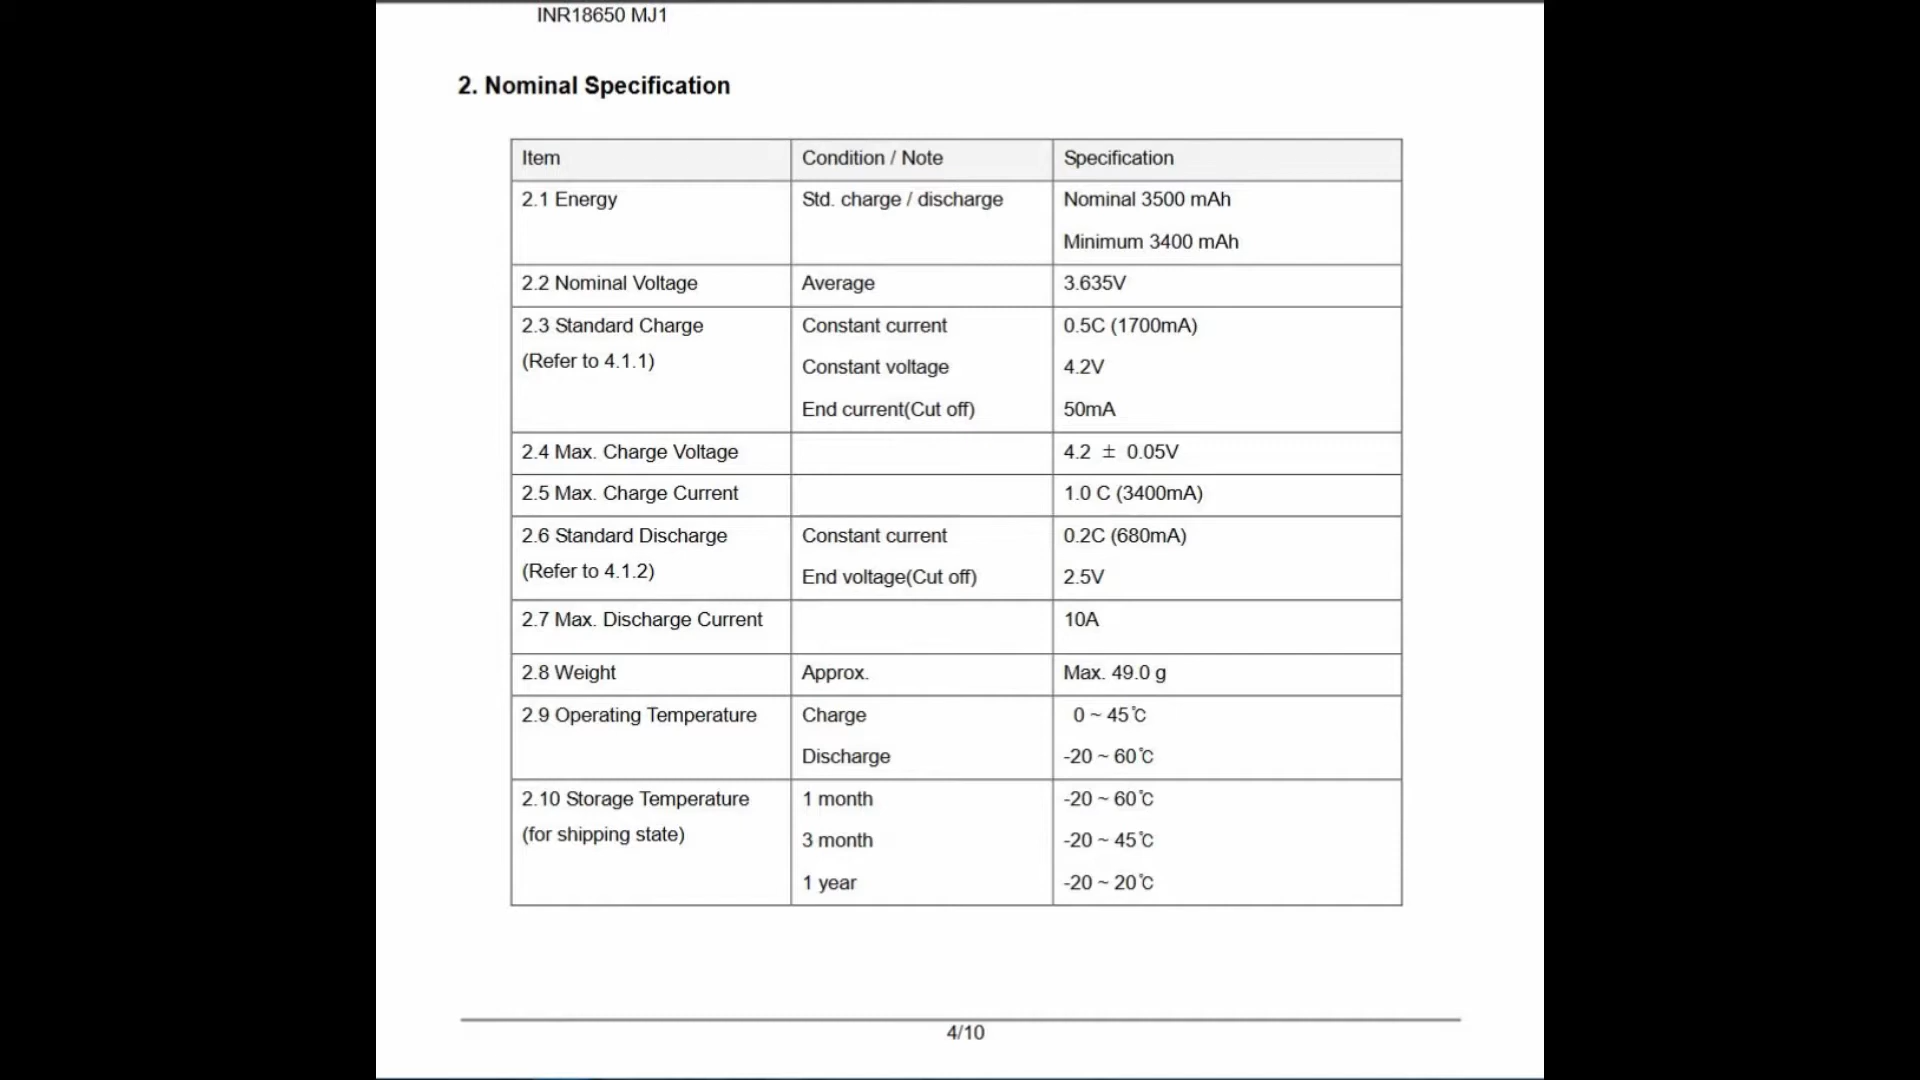 INR18650 MJ1
2. Nominal Specification
Item Condition / Note Specification
2.1 Energy Std. charge / discharge Nominal 3500 mAh
Minimum 3400 mAh
2.2 Nominal Voltage Average 3.635V
2.3 Standard Charge Constant current 0.5C (1700mA)
(Refer to 4.1.1)
Constant voltage 4.2V
End current(Cut off) 50mA
2.4 Max. Charge Voltage 4.2 ± 0.05V
2.5 Max. Charge Current 1.0 C (3400mA)
2.6 Standard Discharge Constant current 0.2C (680mA)
(Refer to 4.1.2)
End voltage(Cut off) 2.5V
2.7 Max. Discharge Current 10A
2.8 Weight Approx. Max. 49.0 g
2.9 Operating Temperature Charge 0 ~ 45℃
Discharge -20 ~ 60℃
2.10 Storage Temperature 1 month -20 ~ 60℃
(for shipping state)
3 month -20 ~ 45℃
1 year -20 ~ 20℃
4/10